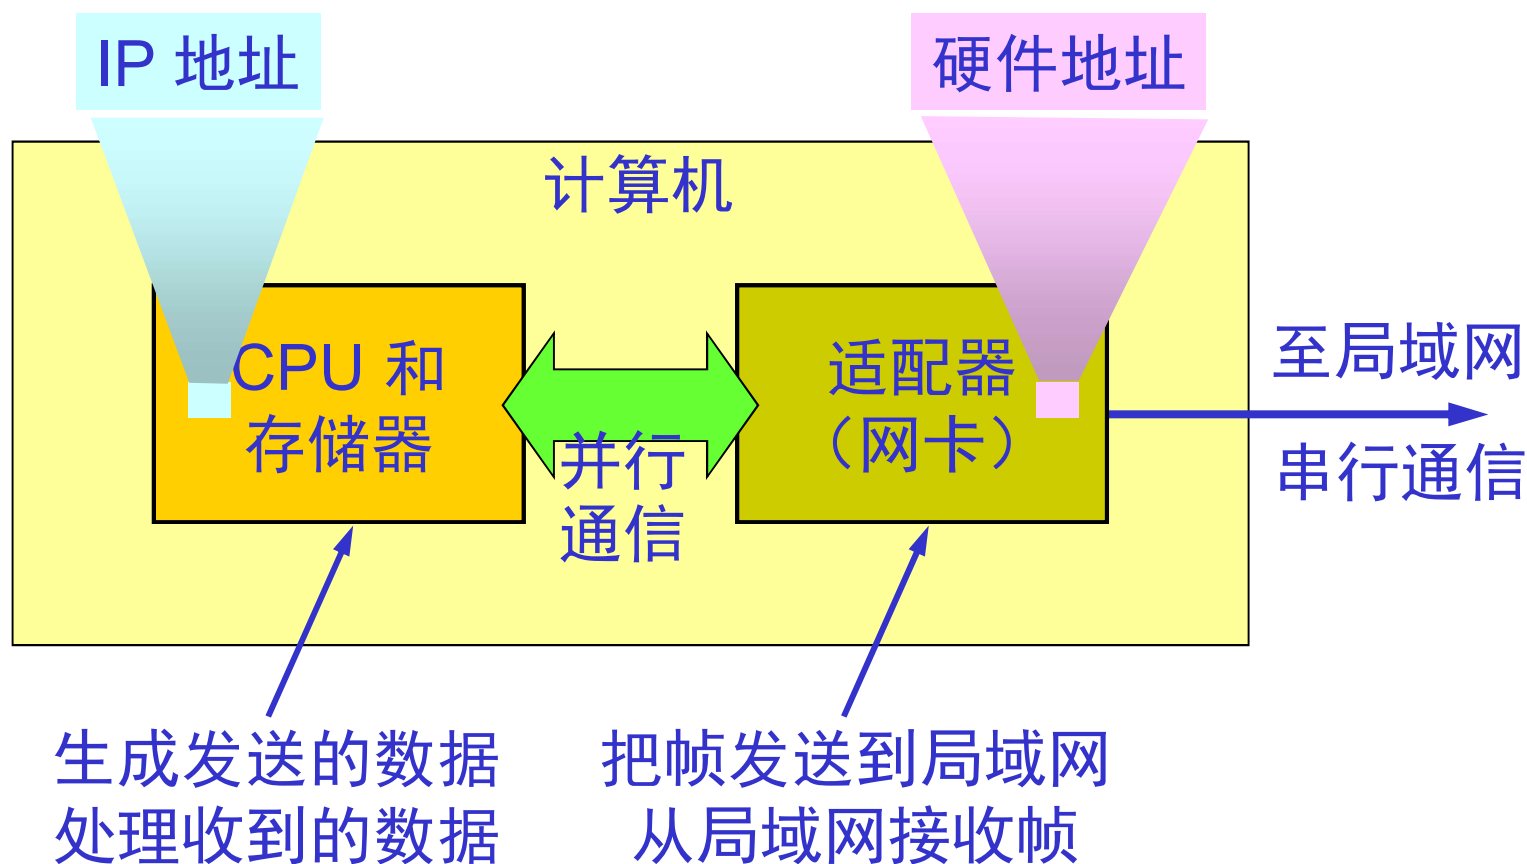 IP 地址
硬件地址
计算机
CPU 和
存储器
并行
通信
适配器
（网卡）
至局域网
串行通信
生成发送的数据
处理收到的数据
把帧发送到局域网
从局域网接收帧